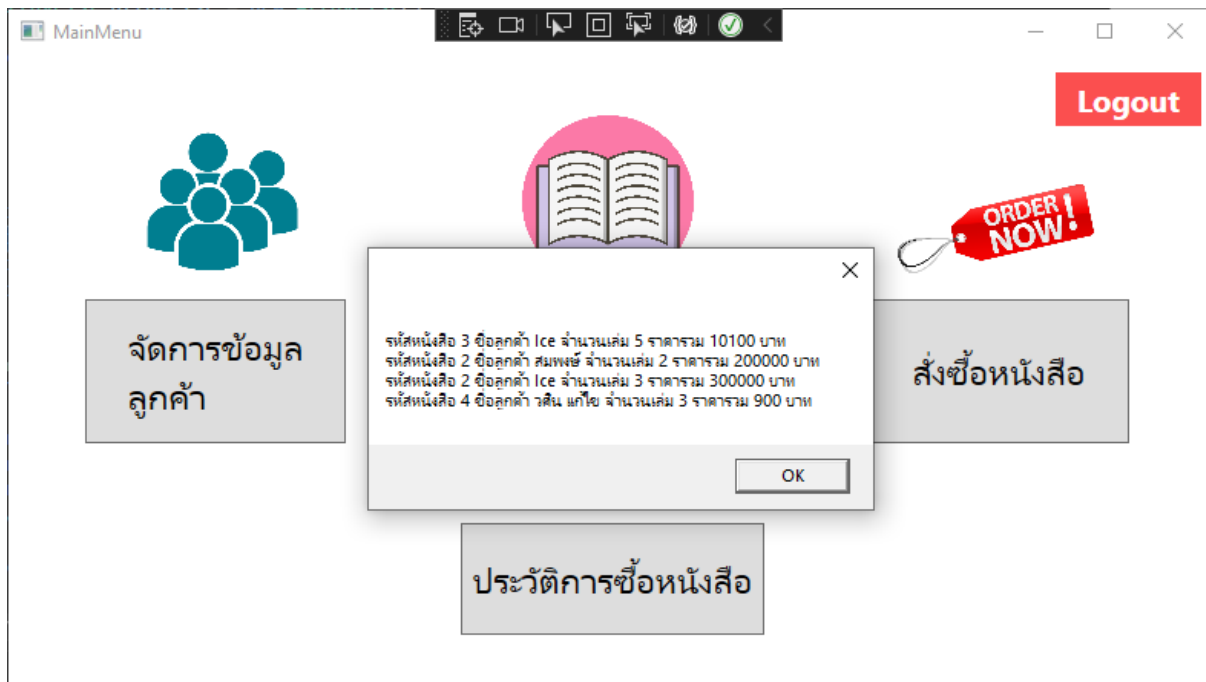 MainMenu
Logout
ORDER
NOW!
จัดการข้อมูล
ลูกค้า
รหัสหนังสือ 3 ชื่อลูกค้า Ice จำนวนเล่ม 5 ราคารวม 10100 บาท
รหัสหนังสือ 2 ชื่อลูกค้า สมพงษ์ จำนวนเล่ม 2 ราคารวม 200000 บาท
รหัสหนังสือ 2 ชื่อลูกค้า Ice จำนวนเล่ม 3 ราคารวม 300000 บาท
รหัสหนังสือ 4 ชื่อลูกค้า วศิน แก้ไข จำนวนเล่ม 3 ราคารวม 900 บาท
OK
สั่งซื้อหนังสือ
ประวัติการซื้อหนังสือ